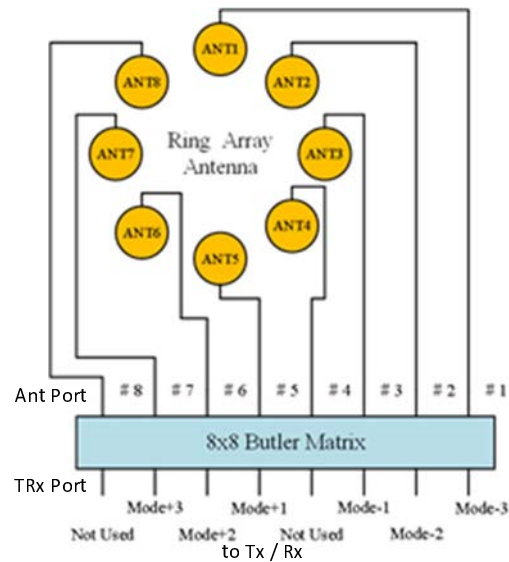 ANT1
ANT8
ANT2
Ring Array
ANT7
ANT3
Antenna
ANT4
ANT6
ANT5
Ant Port
# 8
# 7
# 6
# 5
# 4
# 3
# 2
# 1
8x8 Butler Matrix
TRx Port
Mode+3
Mode+1
Mode-1
Mode-3
Not Used
Mode+2
Not Used
Mode-2
to Tx / Rx